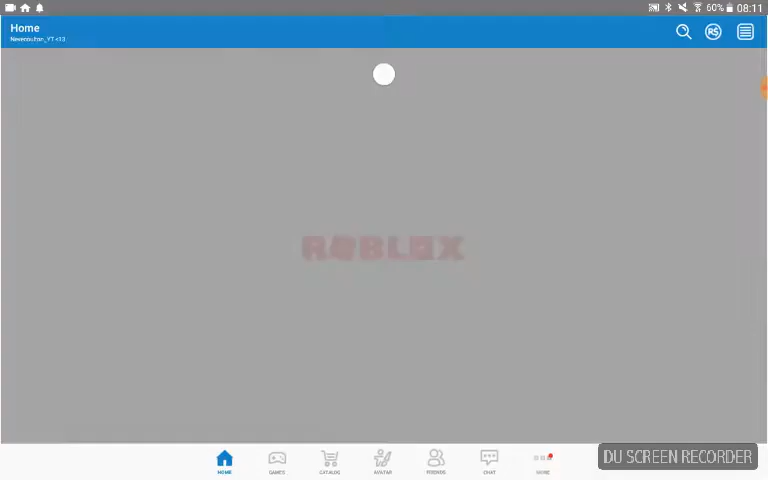 60% 08:11
Home
R$
ROBLOX
HOME GAMES CATALOG AVATAR FRIENDS CHAT MORE
DU SCREEN RECORDER